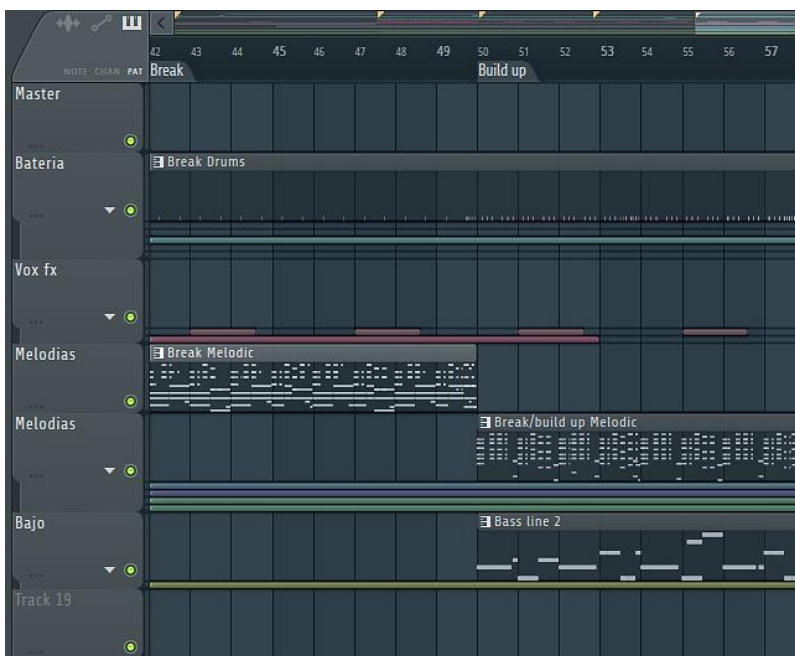 42 43 44 45 46 47 48 49 50 51 52 53 54 55 56 57
NOTE CHAN PAT Break Build up
Master
...
Bateria Break Drums
...
Vox fx
...
Melodias Break Melodic
...
Melodias Break/build up Melodic
...
Bajo Bass line 2
...
Track 19
...